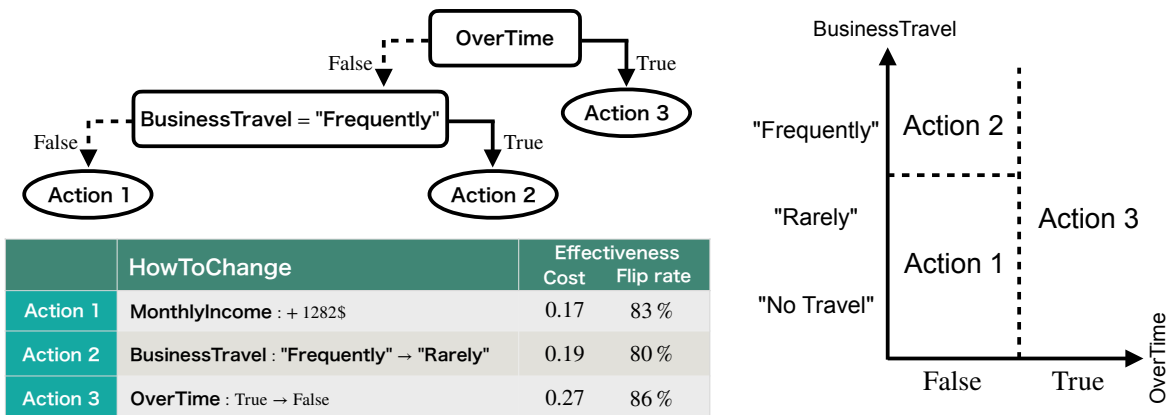 OverTime
False
True
BusinessTravel = "Frequently"
Action 3
False
True
Action 1
Action 2
HowToChange
Effectiveness
Cost
Flip rate
Action 1
MonthlyIncome : + 1282$
0.17
83 %
Action 2
BusinessTravel : "Frequently" → "Rarely"
0.19
80 %
Action 3
OverTime : True → False
0.27
86 %
BusinessTravel
"Frequently"
Action 2
"Rarely"
Action 3
Action 1
"No Travel"
False
True
OverTime